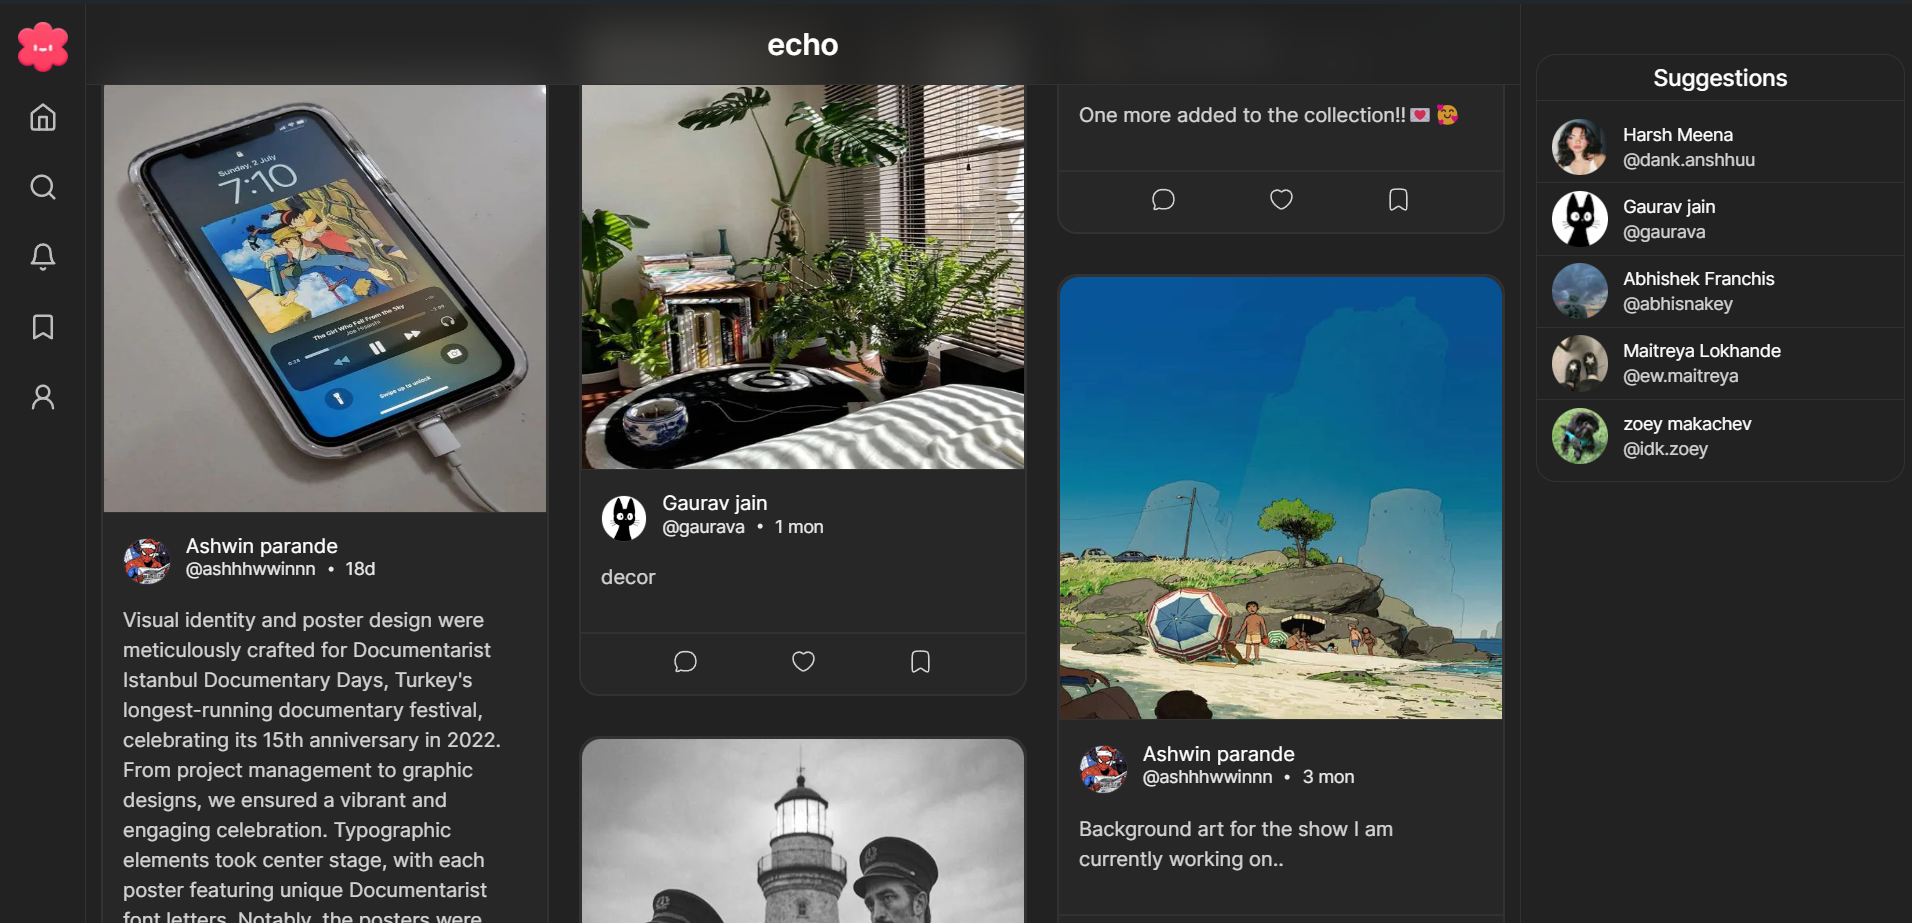 echo
Sunday, 2 July
7:10
The Girl Who Fell From the Sky
Joe Hisaishi
0:28
Swipe up to unlock
Ashwin parande
@ashhhwwinnn • 18d
Visual identity and poster design were
meticulously crafted for Documentarist
Istanbul Documentary Days, Turkey's
longest-running documentary festival,
celebrating its 15th anniversary in 2022.
From project management to graphic
designs, we ensured a vibrant and
engaging celebration. Typographic
elements took center stage, with each
poster featuring unique Documentarist
font letters. Notably, the posters were
Gaurav jain
@gaurava • 1 mon
decor
One more added to the collection!!💌🥰
Ashwin parande
@ashhhwwinnn • 3 mon
Background art for the show I am
currently working on..
Suggestions
Harsh Meena
@dank.anshhuu
Gaurav jain
@gaurava
Abhishek Franchis
@abhisnakey
Maitreya Lokhande
@ew.maitreya
zoey makachev
@idk.zoey